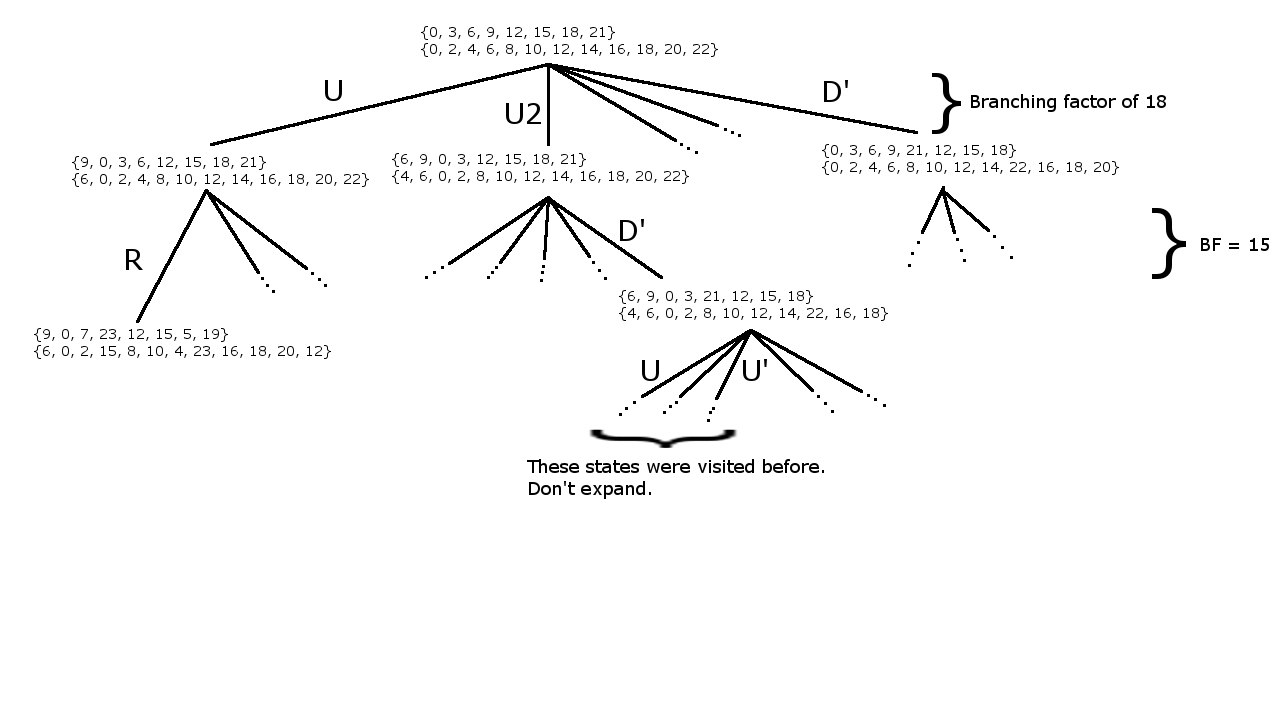 {0, 3, 6, 9, 12, 15, 18, 21}
{0, 2, 4, 6, 8, 10, 12, 14, 16, 18, 20, 22}
U
U2
D'
} Branching factor of 18
{9, 0, 3, 6, 12, 15, 18, 21}
{6, 0, 2, 4, 8, 10, 12, 14, 16, 18, 20, 22}
{6, 9, 0, 3, 12, 15, 18, 21}
{4, 6, 0, 2, 8, 10, 12, 14, 16, 18, 20, 22}
{0, 3, 6, 9, 21, 12, 15, 18}
{0, 2, 4, 6, 8, 10, 12, 14, 22, 16, 18, 20}
R
D'
} BF = 15
{9, 0, 7, 23, 12, 15, 5, 19}
{6, 0, 2, 15, 8, 10, 4, 23, 16, 18, 20, 12}
{6, 9, 0, 3, 21, 12, 15, 18}
{4, 6, 0, 2, 8, 10, 12, 14, 22, 16, 18}
U
U'
These states were visited before.
Don't expand.